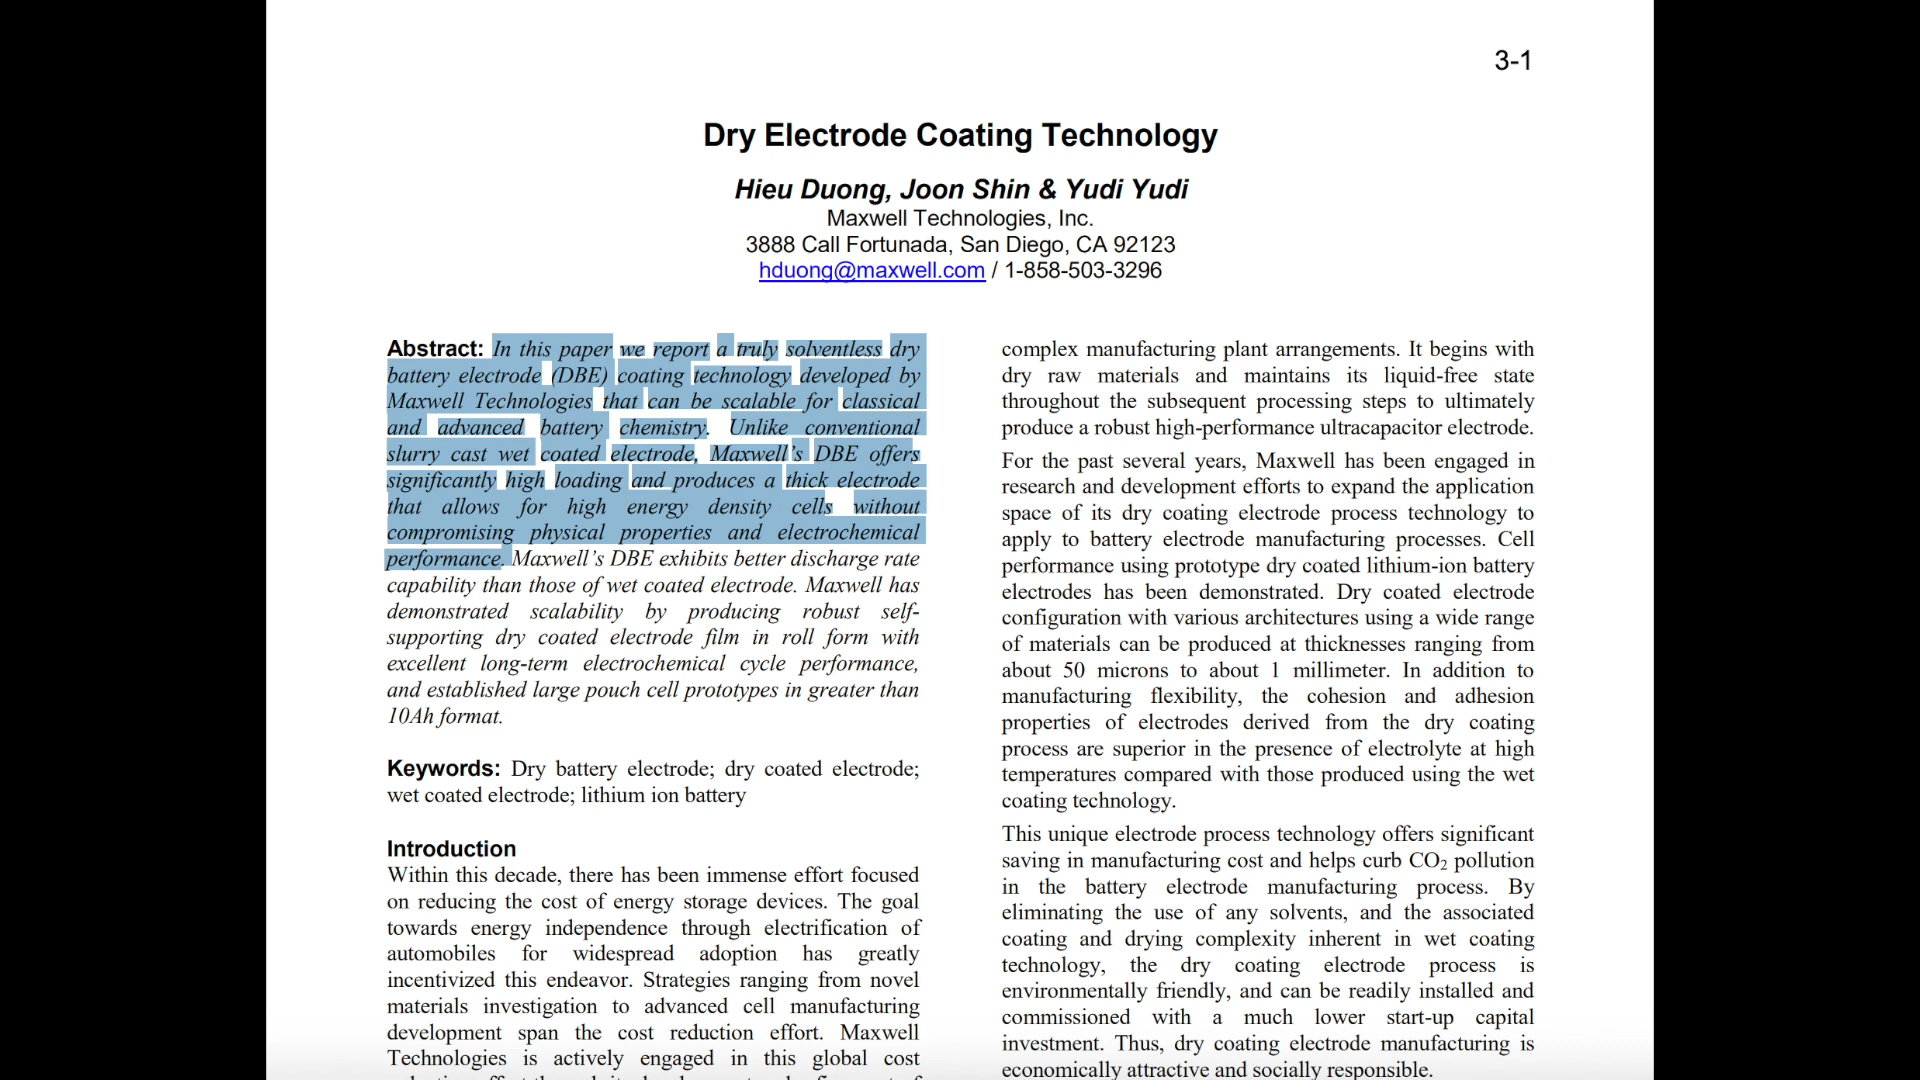 3-1
Dry Electrode Coating Technology
Hieu Duong, Joon Shin & Yudi Yudi
Maxwell Technologies, Inc.
3888 Call Fortunada, San Diego, CA 92123
hduong@maxwell.com / 1-858-503-3296
Abstract: In this paper we report a truly solventless dry
battery electrode (DBE) coating technology developed by
Maxwell Technologies that can be scalable for classical
and advanced battery chemistry. Unlike conventional
slurry cast wet coated electrode, Maxwell's DBE offers
significantly high loading and produces a thick electrode
that allows for high energy density cells without
compromising physical properties and electrochemical
performance. Maxwell's DBE exhibits better discharge rate
capability than those of wet coated electrode. Maxwell has
demonstrated scalability by producing robust self-
supporting dry coated electrode film in roll form with
excellent long-term electrochemical cycle performance,
and established large pouch cell prototypes in greater than
10Ah format.
Keywords: Dry battery electrode; dry coated electrode;
wet coated electrode; lithium ion battery
Introduction
Within this decade, there has been immense effort focused
on reducing the cost of energy storage devices. The goal
towards energy independence through electrification of
automobiles for widespread adoption has greatly
incentivized this endeavor. Strategies ranging from novel
materials investigation to advanced cell manufacturing
development span the cost reduction effort. Maxwell
Technologies is actively engaged in this global cost
complex manufacturing plant arrangements. It begins with
dry raw materials and maintains its liquid-free state
throughout the subsequent processing steps to ultimately
produce a robust high-performance ultracapacitor electrode.
For the past several years, Maxwell has been engaged in
research and development efforts to expand the application
space of its dry coating electrode process technology to
apply to battery electrode manufacturing processes. Cell
performance using prototype dry coated lithium-ion battery
electrodes has been demonstrated. Dry coated electrode
configuration with various architectures using a wide range
of materials can be produced at thicknesses ranging from
about 50 microns to about 1 millimeter. In addition to
manufacturing flexibility, the cohesion and adhesion
properties of electrodes derived from the dry coating
process are superior in the presence of electrolyte at high
temperatures compared with those produced using the wet
coating technology.
This unique electrode process technology offers significant
saving in manufacturing cost and helps curb CO₂ pollution
in the battery electrode manufacturing process. By
eliminating the use of any solvents, and the associated
coating and drying complexity inherent in wet coating
technology, the dry coating electrode process is
environmentally friendly, and can be readily installed and
commissioned with a much lower start-up capital
investment. Thus, dry coating electrode manufacturing is
economically attractive and socially responsible.